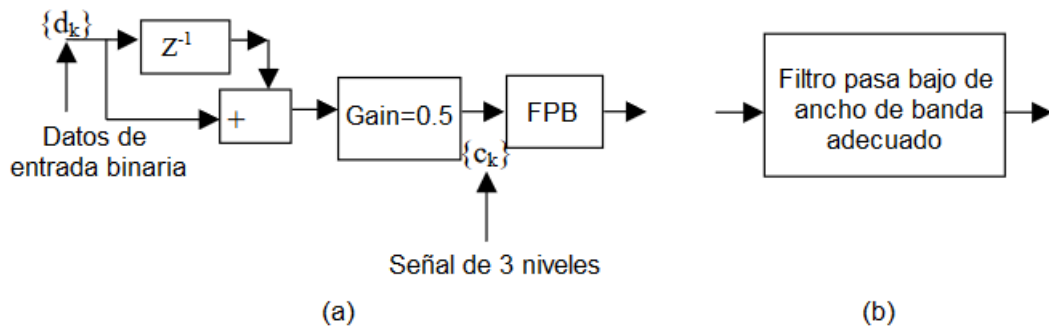 {dₖ}
Z⁻¹
+
Gain=0.5
FPB
Datos de
entrada binaria
{cₖ}
Señal de 3 niveles
(a)
Filtro pasa bajo de
ancho de banda
adecuado
(b)